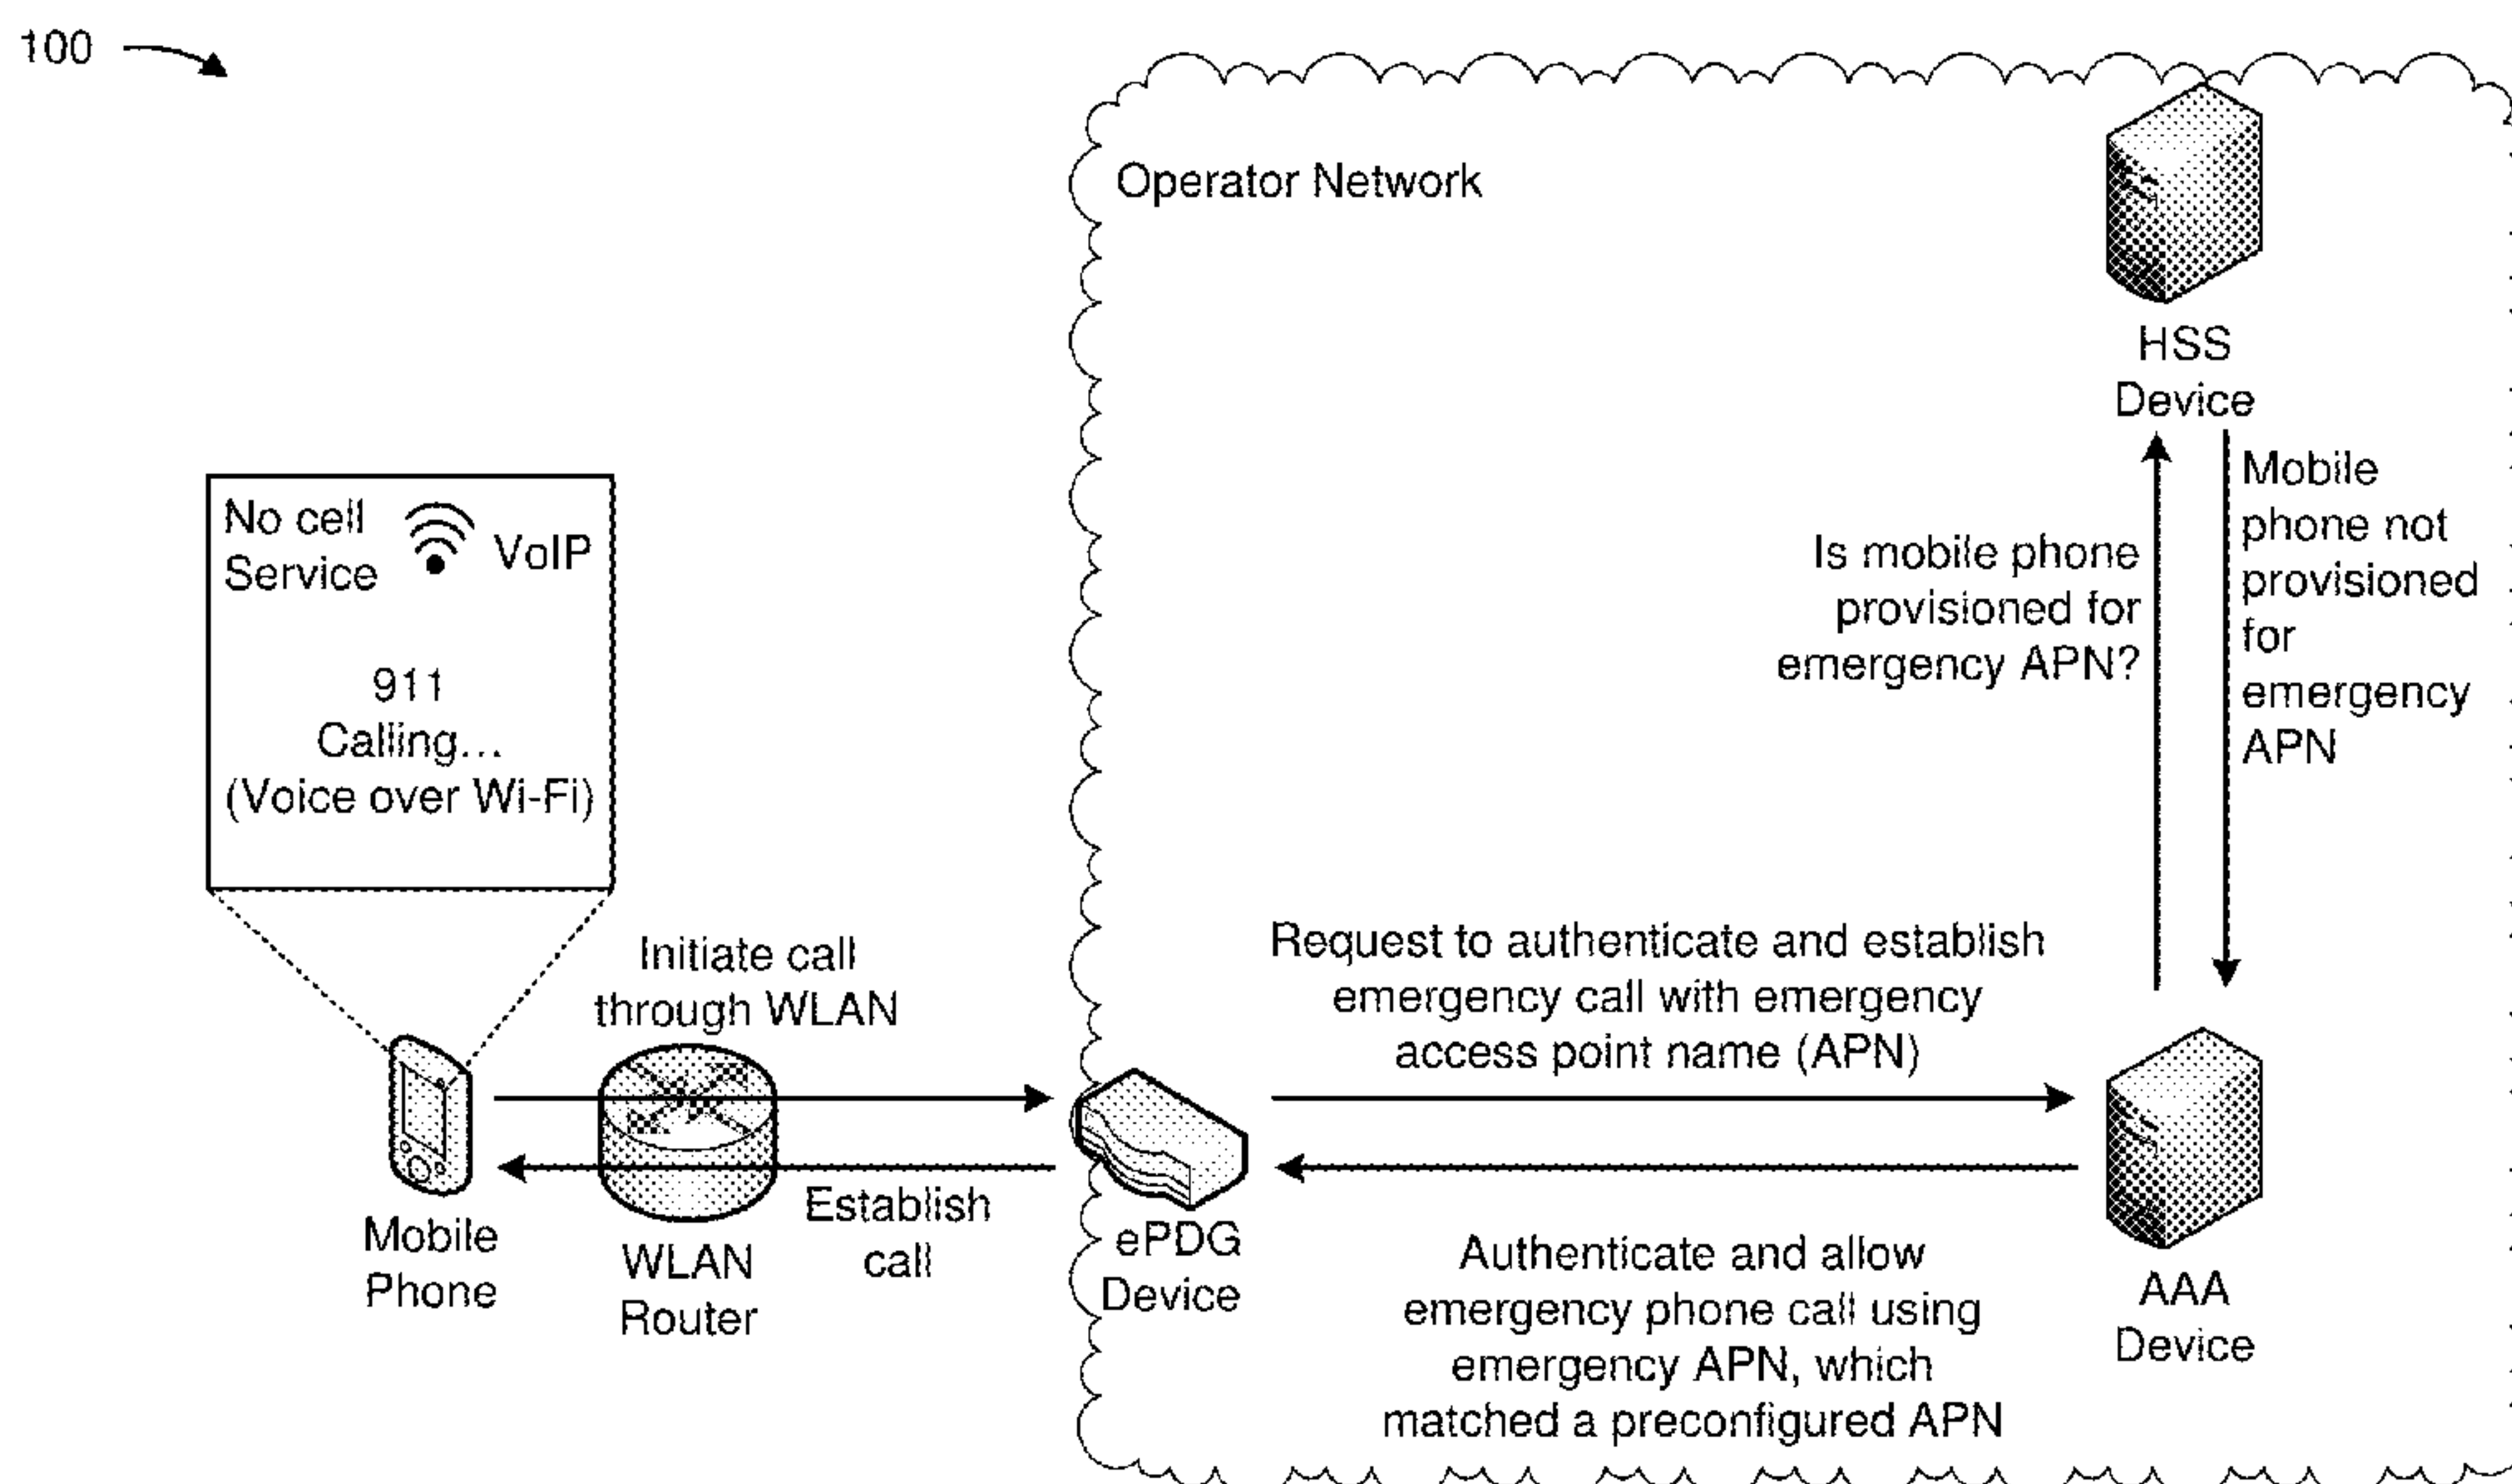 100
Operator Network
HSS
Device
No cell
Service
VoIP
911
Calling...
(Voice over Wi-Fi)
Is mobile phone
provisioned for
emergency APN?
Mobile
phone not
provisioned
for
emergency
APN
Initiate call
through WLAN
Request to authenticate and establish
emergency call with emergency
access point name (APN)
Establish
call
Mobile
Phone
WLAN
Router
ePDG
Device
Authenticate and allow
emergency phone call using
emergency APN, which
matched a preconfigured APN
AAA
Device